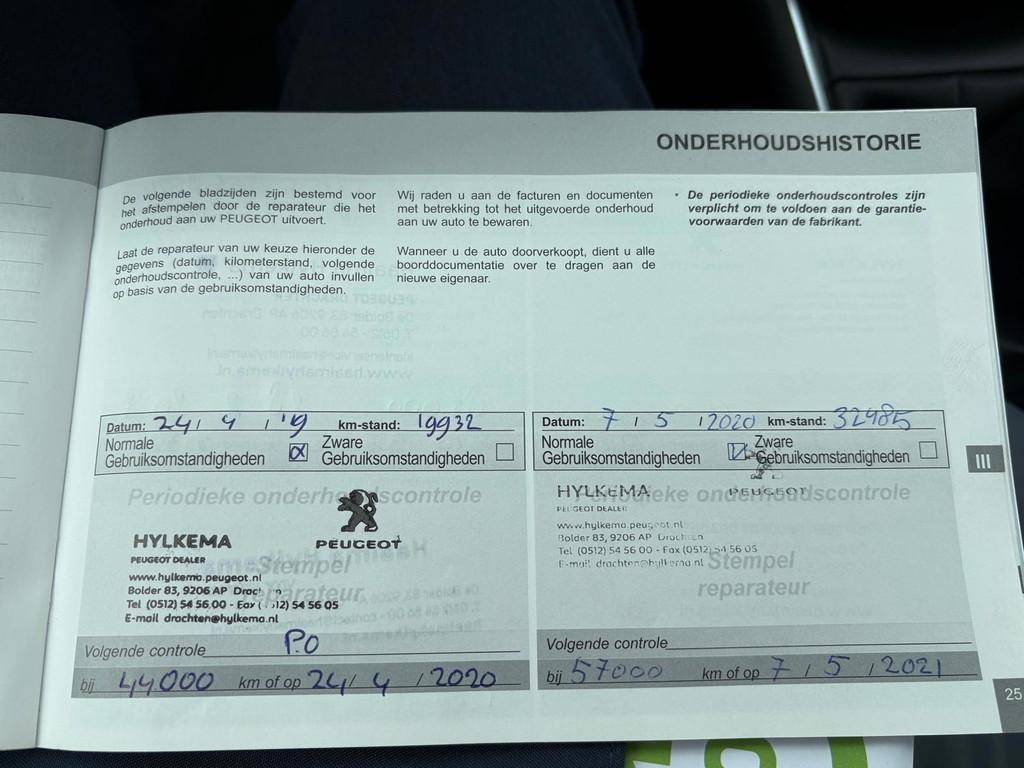 ONDERHOUDSHISTORIE
De volgende bladzijden zijn bestemd voor
het afstempelen door de reparateur die het
onderhoud aan uw PEUGEOT uitvoert.
Laat de reparateur van uw keuze hieronder de
gegevens (datum, kilometerstand, volgende
onderhoudscontrole, ...) van uw auto invullen
op basis van de gebruiksomstandigheden.
Wij raden u aan de facturen en documenten
met betrekking tot het uitgevoerde onderhoud
aan uw auto te bewaren.
Wanneer u de auto doorverkoopt, dient u alle
boorddocumentatie over te dragen aan de
nieuwe eigenaar.
• De periodieke onderhoudscontroles zijn
verplicht om te voldoen aan de garantie-
voorwaarden van de fabrikant.
Datum: 24 / 4 / '19 km-stand: 19932
Normale
Gebruiksomstandigheden
Zware
Gebruiksomstandigheden
Periodieke onderhoudscontrole
PEUGEOT
HYLKEMA
PEUGEOT DEALER
Stempel
reparateur
www.hylkema.peugeot.nl
Bolder 83, 9206 AP
Tel (0512) 54 56 00 - Fax 54 56 05
E-mail drachten@hylkema.nl
Volgende controle P.O
bij 44.000 km of op 24 / 4 / 2020
Datum: 7 / 5 / 2020 km-stand: 32485
Normale
Gebruiksomstandigheden
Zware
Gebruiksomstandigheden
Periodieke onderhoudscontrole
HYLKEMA PEUGEOT
PEUGEOT DEALER
www.hylkema.peugeot.nl
Bolder 83, 9206 AP Drachten
Tel (0512) 54 56 00 - Fax (0512) 54 56 05
E-mail drachten@hylkema.nl
Stempel
reparateur
Volgende controle
bij 57000 km of op 7 / 5 / 2021
III
25